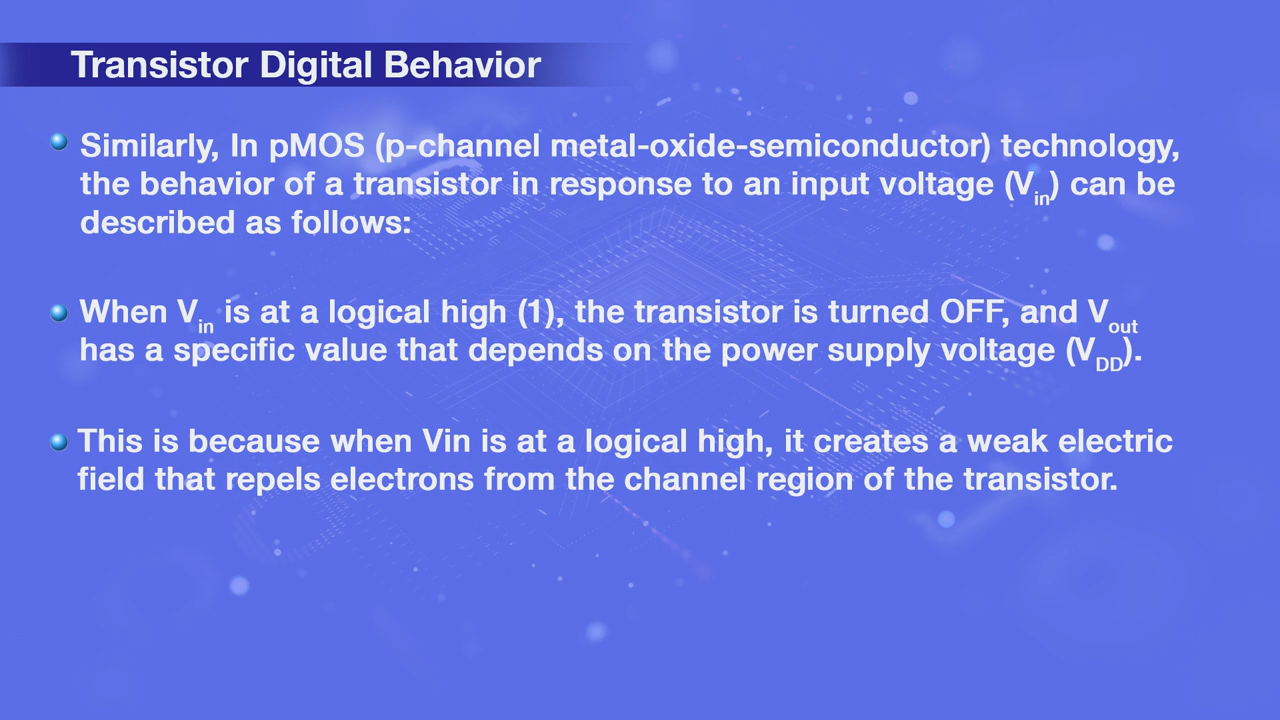 Transistor Digital Behavior
Similarly, In pMOS (p-channel metal-oxide-semiconductor) technology,
the behavior of a transistor in response to an input voltage (Vin) can be
described as follows:
When Vin is at a logical high (1), the transistor is turned OFF, and Vout
has a specific value that depends on the power supply voltage (VDD).
This is because when Vin is at a logical high, it creates a weak electric
field that repels electrons from the channel region of the transistor.